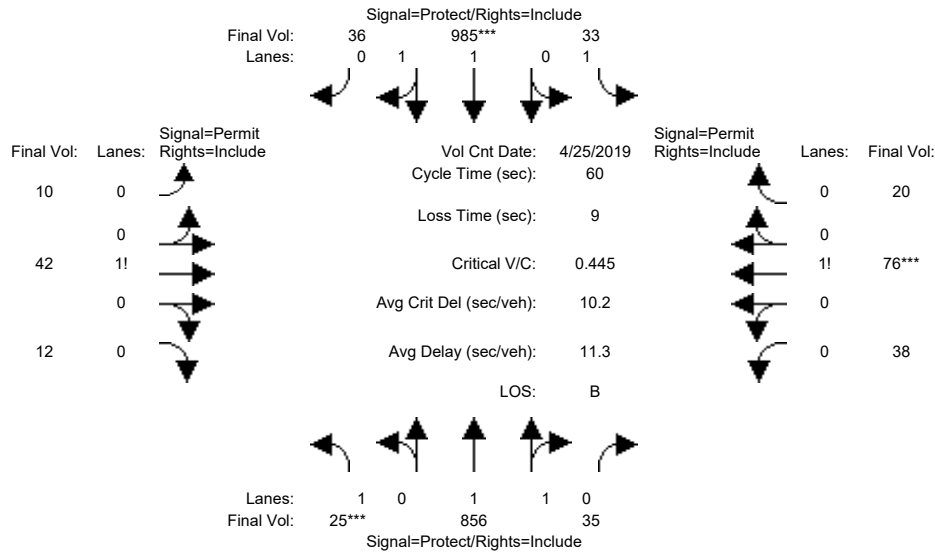 Signal=Protect/Rights=Include
Final Vol: 36 985*** 33
Lanes: 0 1 1 0 1
Signal=Permit
Final Vol: Lanes: Rights=Include
Vol Cnt Date: 4/25/2019
Signal=Permit
Rights=Include Lanes: Final Vol:
Cycle Time (sec): 60
10 0
0 20
Loss Time (sec): 9
0
0
42 1!
Critical V/C: 0.445
1! 76***
0
Avg Crit Del (sec/veh): 10.2
0
12 0
Avg Delay (sec/veh): 11.3
0 38
LOS: B
Lanes: 1 0 1 1 0
Final Vol: 25*** 856 35
Signal=Protect/Rights=Include